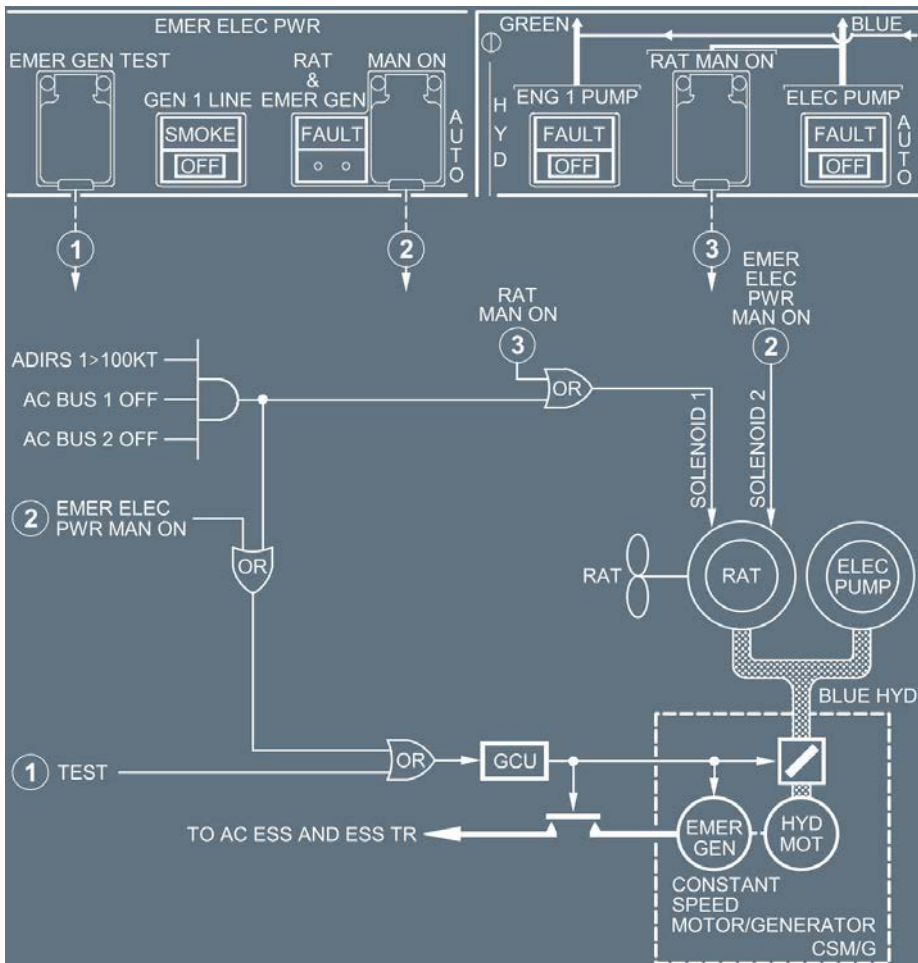 EMER ELEC PWR
EMER GEN TEST
GEN 1 LINE
SMOKE
OFF
RAT
&
EMER GEN
FAULT
MAN ON
AUTO
HYD
GREEN
BLUE
RAT MAN ON
ENG 1 PUMP
FAULT
OFF
ELEC PUMP
FAULT
OFF
AUTO
1
2
3
RAT
MAN ON
3
EMER
ELEC
PWR
MAN ON
2
ADIRS 1>100KT
AC BUS 1 OFF
AC BUS 2 OFF
OR
SOLENOID 1
SOLENOID 2
2 EMER ELEC
PWR MAN ON
OR
RAT
RAT
ELEC
PUMP
BLUE HYD
1 TEST
OR
GCU
TO AC ESS AND ESS TR
EMER
GEN
HYD
MOT
CONSTANT
SPEED
MOTOR/GENERATOR
CSM/G